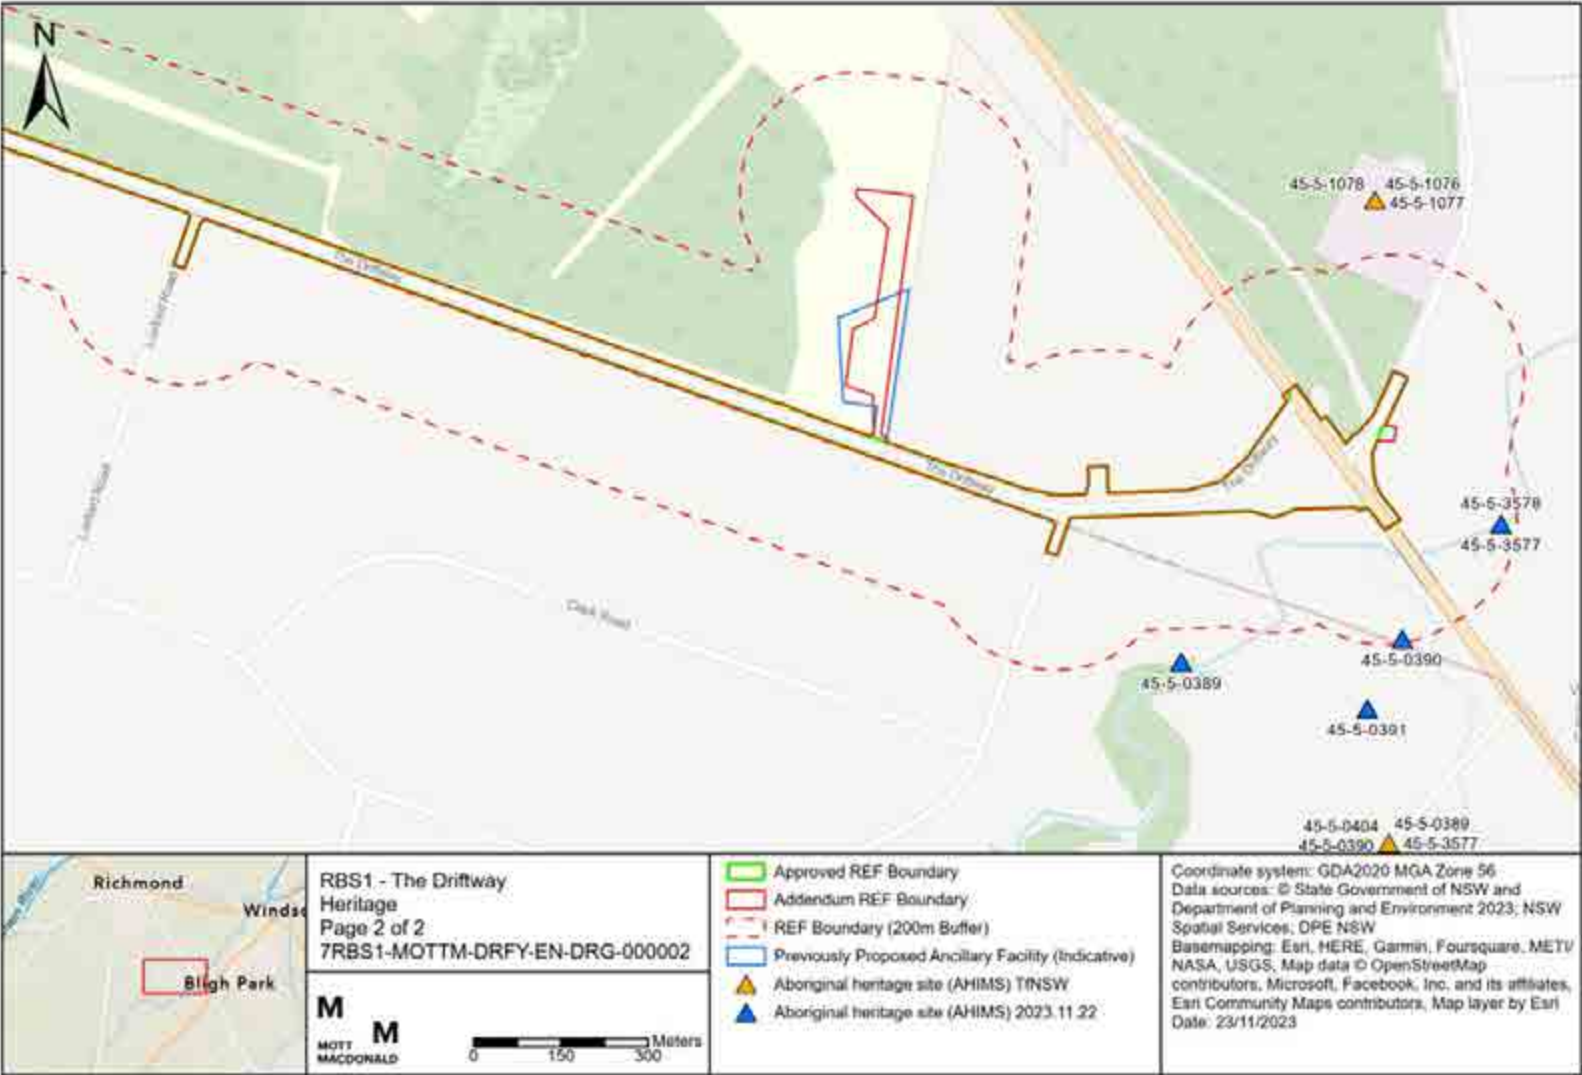 N
45-5-1078 45-5-1076
45-5-1077
The Driftway
Luxford Road
Luxford Road
The Driftway
The Driftway
45-5-3578
45-5-3577
Cupa Road
45-5-0390
45-5-0389
45-5-0391
45-5-0404 45-5-0389
45-5-0390 45-5-3577
Richmond
Windso
Bligh Park
RBS1 - The Driftway
Heritage
Page 2 of 2
7RBS1-MOTTM-DRFY-EN-DRG-000002
M
M
MOTT
MACDONALD
0 150 300 Meters
Approved REF Boundary
Addendum REF Boundary
REF Boundary (200m Buffer)
Previously Proposed Ancillary Facility (Indicative)
Aboriginal heritage site (AHIMS) TfNSW
Aboriginal heritage site (AHIMS) 2023.11.22
Coordinate system: GDA2020 MGA Zone 56
Data sources: © State Government of NSW and
Department of Planning and Environment 2023; NSW
Spatial Services; DPE NSW
Basemapping: Esri, HERE, Garmin, Foursquare, METI/
NASA, USGS, Map data © OpenStreetMap
contributors, Microsoft, Facebook, Inc. and its affiliates,
Esri Community Maps contributors, Map layer by Esri
Date: 23/11/2023